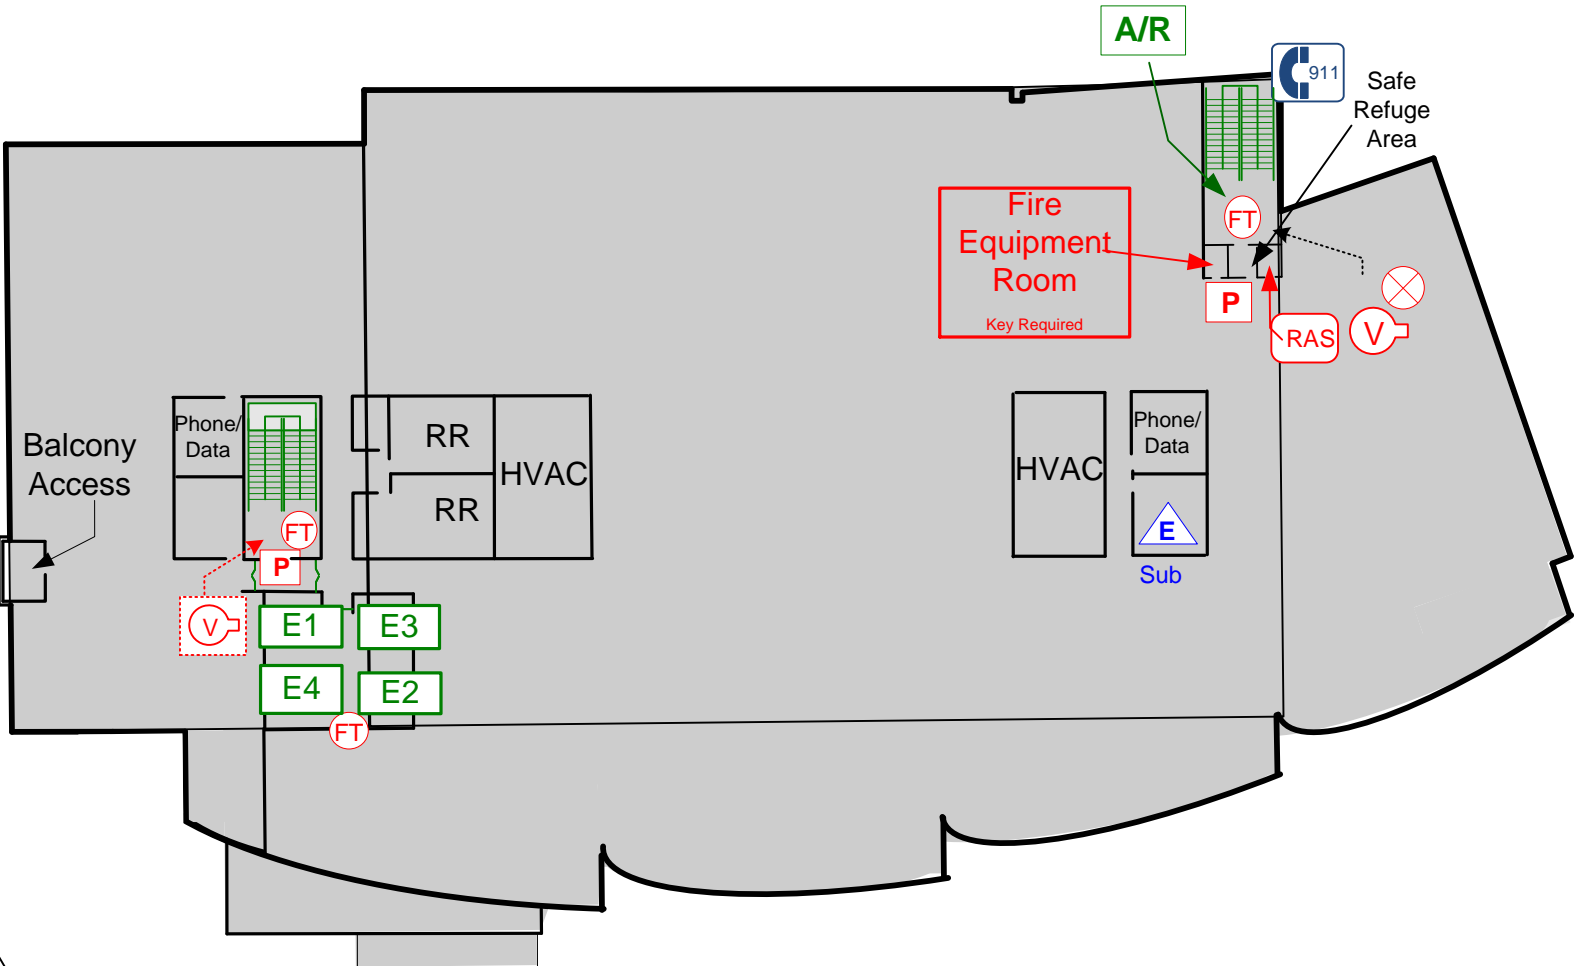 A/R
911
Safe
Refuge
Area
Fire
Equipment
Room
Key Required
FT
P
RAS
V
Balcony
Access
Phone/
Data
RR
RR
HVAC
HVAC
Phone/
Data
E
Sub
FT
P
V
E1
E3
E4
E2
FT